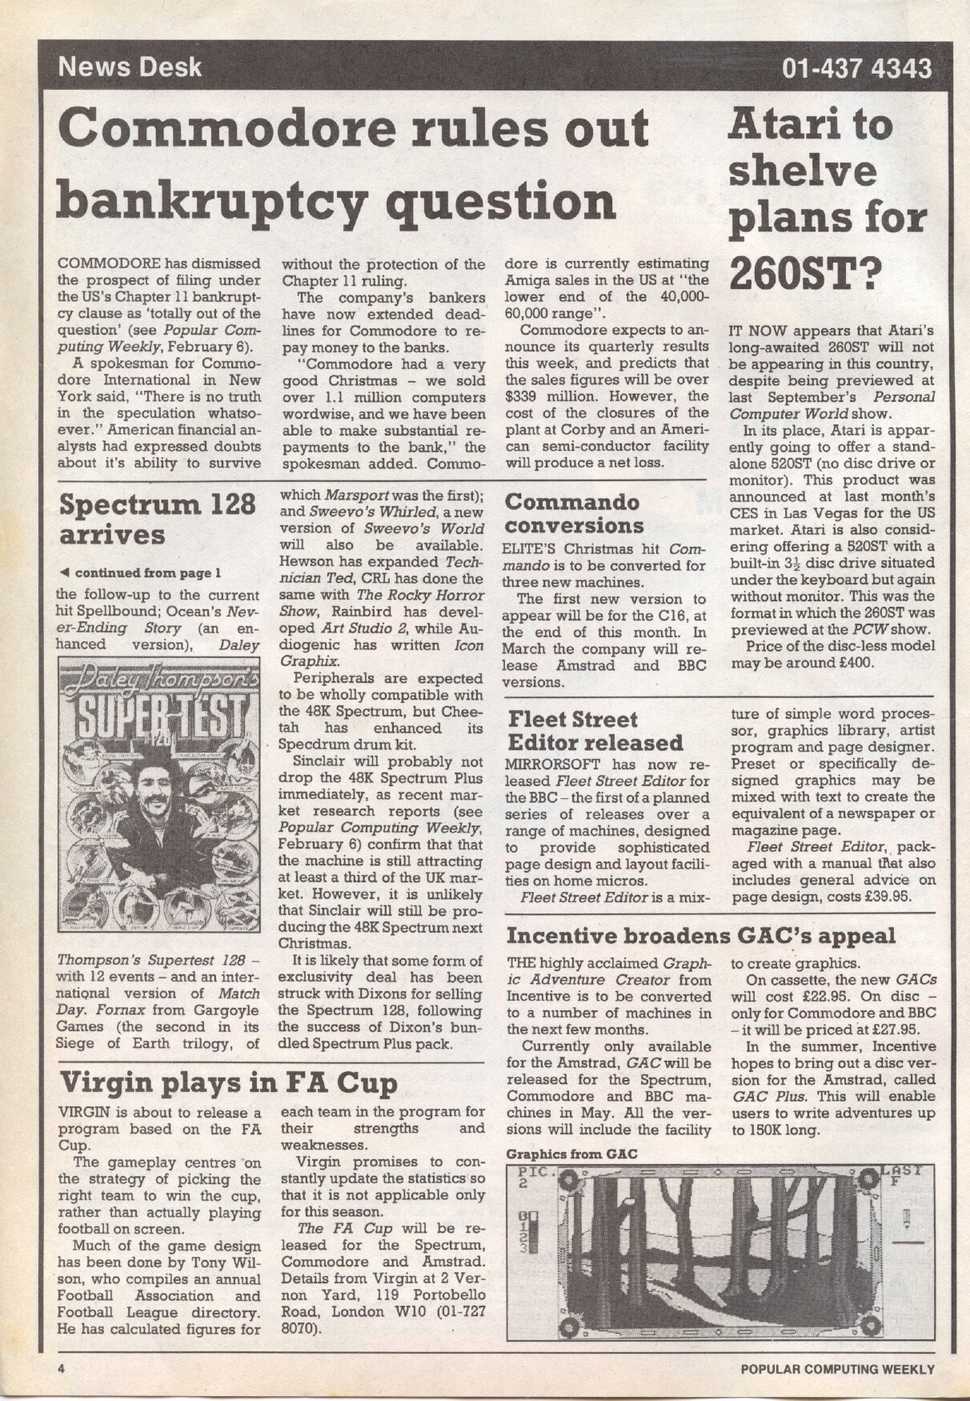 News Desk
01-437 4343
Commodore rules out
bankruptcy question
COMMODORE has dismissed
the prospect of filing under
the US's Chapter 11 bankrupt-
cy clause as 'totally out of the
question' (see Popular Com-
puting Weekly, February 6).
A spokesman for Commo-
dore International in New
York said, "There is no truth
in the speculation whatso-
ever." American financial an-
alysts had expressed doubts
about it's ability to survive
without the protection of the
Chapter 11 ruling.
The company's bankers
have now extended dead-
lines for Commodore to re-
pay money to the banks.
"Commodore had a very
good Christmas – we sold
over 1.1 million computers
wordwise, and we have been
able to make substantial re-
payments to the bank," the
spokesman added. Commo-
dore is currently estimating
Amiga sales in the US at "the
lower end of the 40,000-
60,000 range".
Commodore expects to an-
nounce its quarterly results
this week, and predicts that
the sales figures will be over
$339 million. However, the
cost of the closures of the
plant at Corby and an Ameri-
can semi-conductor facility
will produce a net loss.
Atari to
shelve
plans for
260ST?
IT NOW appears that Atari's
long-awaited 260ST will not
be appearing in this country,
despite being previewed at
last September's Personal
Computer World show.
In its place, Atari is appar-
ently going to offer a stand-
alone 520ST (no disc drive or
monitor). This product was
announced at last month's
CES in Las Vegas for the US
market. Atari is also consid-
ering offering a 520ST with a
built-in 3½ disc drive situated
under the keyboard but again
without monitor. This was the
format in which the 260ST was
previewed at the PCW show.
Price of the disc-less model
may be around £400.
Spectrum 128
arrives
◄ continued from page 1
the follow-up to the current
hit Spellbound; Ocean's Nev-
er-Ending Story (an en-
hanced version), Daley
Daley Thompson's
SUPER-TEST
128
Thompson's Supertest 128 –
with 12 events – and an inter-
national version of Match
Day. Fornax from Gargoyle
Games (the second in its
Siege of Earth trilogy, of
which Marsport was the first);
and Sweevo's Whirled, a new
version of Sweevo's World
will also be available.
Hewson has expanded Tech-
nician Ted, CRL has done the
same with The Rocky Horror
Show, Rainbird has devel-
oped Art Studio 2, while Au-
diogenic has written Icon
Graphix.
Peripherals are expected
to be wholly compatible with
the 48K Spectrum, but Chee-
tah has enhanced its
Specdrum drum kit.
Sinclair will probably not
drop the 48K Spectrum Plus
immediately, as recent mar-
ket research reports (see
Popular Computing Weekly,
February 6) confirm that that
the machine is still attracting
at least a third of the UK mar-
ket. However, it is unlikely
that Sinclair will still be pro-
ducing the 48K Spectrum next
Christmas.
It is likely that some form of
exclusivity deal has been
struck with Dixons for selling
the Spectrum 128, following
the success of Dixon's bun-
dled Spectrum Plus pack.
Commando
conversions
ELITE'S Christmas hit Com-
mando is to be converted for
three new machines.
The first new version to
appear will be for the C16, at
the end of this month. In
March the company will re-
lease Amstrad and BBC
versions.
Fleet Street
Editor released
MIRRORSOFT has now re-
leased Fleet Street Editor for
the BBC – the first of a planned
series of releases over a
range of machines, designed
to provide sophisticated
page design and layout facili-
ties on home micros.
Fleet Street Editor is a mix-
ture of simple word proces-
sor, graphics library, artist
program and page designer.
Preset or specifically de-
signed graphics may be
mixed with text to create the
equivalent of a newspaper or
magazine page.
Fleet Street Editor, pack-
aged with a manual that also
includes general advice on
page design, costs £39.95.
Incentive broadens GAC's appeal
THE highly acclaimed Graph-
ic Adventure Creator from
Incentive is to be converted
to a number of machines in
the next few months.
Currently only available
for the Amstrad, GAC will be
released for the Spectrum,
Commodore and BBC ma-
chines in May. All the ver-
sions will include the facility
to create graphics.
On cassette, the new GACs
will cost £22.95. On disc –
only for Commodore and BBC
– it will be priced at £27.95.
In the summer, Incentive
hopes to bring out a disc ver-
sion for the Amstrad, called
GAC Plus. This will enable
users to write adventures up
to 150K long.
Graphics from GAC
PIC.
2
LAST
F
0
1
2
3
Virgin plays in FA Cup
VIRGIN is about to release a
program based on the FA
Cup.
The gameplay centres on
the strategy of picking the
right team to win the cup,
rather than actually playing
football on screen.
Much of the game design
has been done by Tony Wil-
son, who compiles an annual
Football Association and
Football League directory.
He has calculated figures for
each team in the program for
their strengths and
weaknesses.
Virgin promises to con-
stantly update the statistics so
that it is not applicable only
for this season.
The FA Cup will be re-
leased for the Spectrum,
Commodore and Amstrad.
Details from Virgin at 2 Ver-
non Yard, 119 Portobello
Road, London W10 (01-727
8070).
4
POPULAR COMPUTING WEEKLY